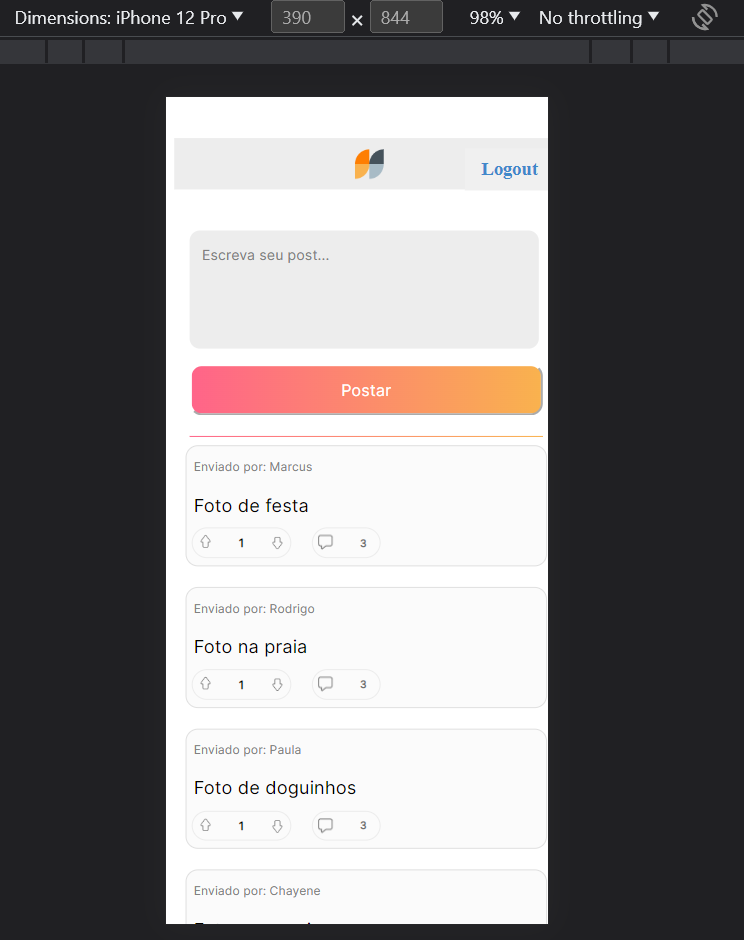 Dimensions: iPhone 12 Pro 390 × 844 98% No throttling
Logout
Escreva seu post...
Postar
Enviado por: Marcus
Foto de festa
1 3
Enviado por: Rodrigo
Foto na praia
1 3
Enviado por: Paula
Foto de doguinhos
1 3
Enviado por: Chayene